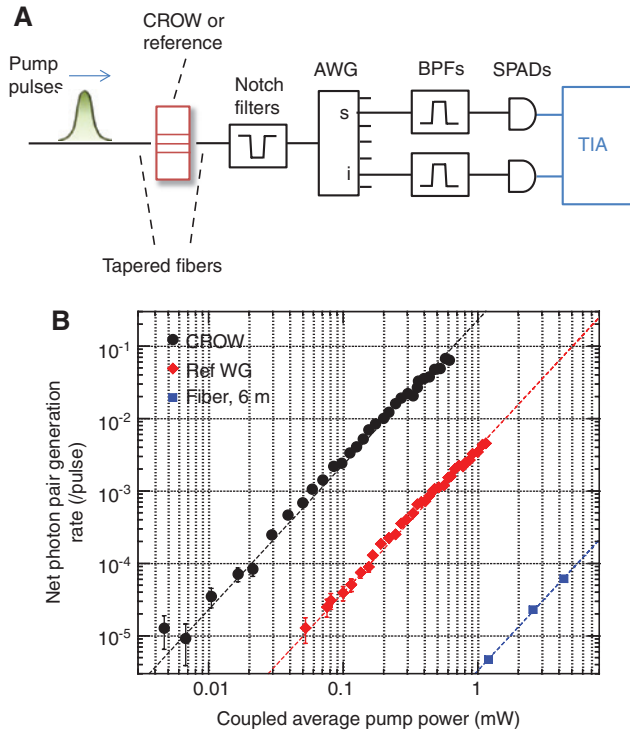 A
CROW or
reference
Pump
pulses
Notch
filters
AWG
BPFs
SPADs
s
i
TIA
Tapered fibers
B
CROW
Ref WG
Fiber, 6 m
Net photon pair generation
rate (/pulse)
10⁻¹
10⁻²
10⁻³
10⁻⁴
10⁻⁵
0.01
0.1
1
Coupled average pump power (mW)